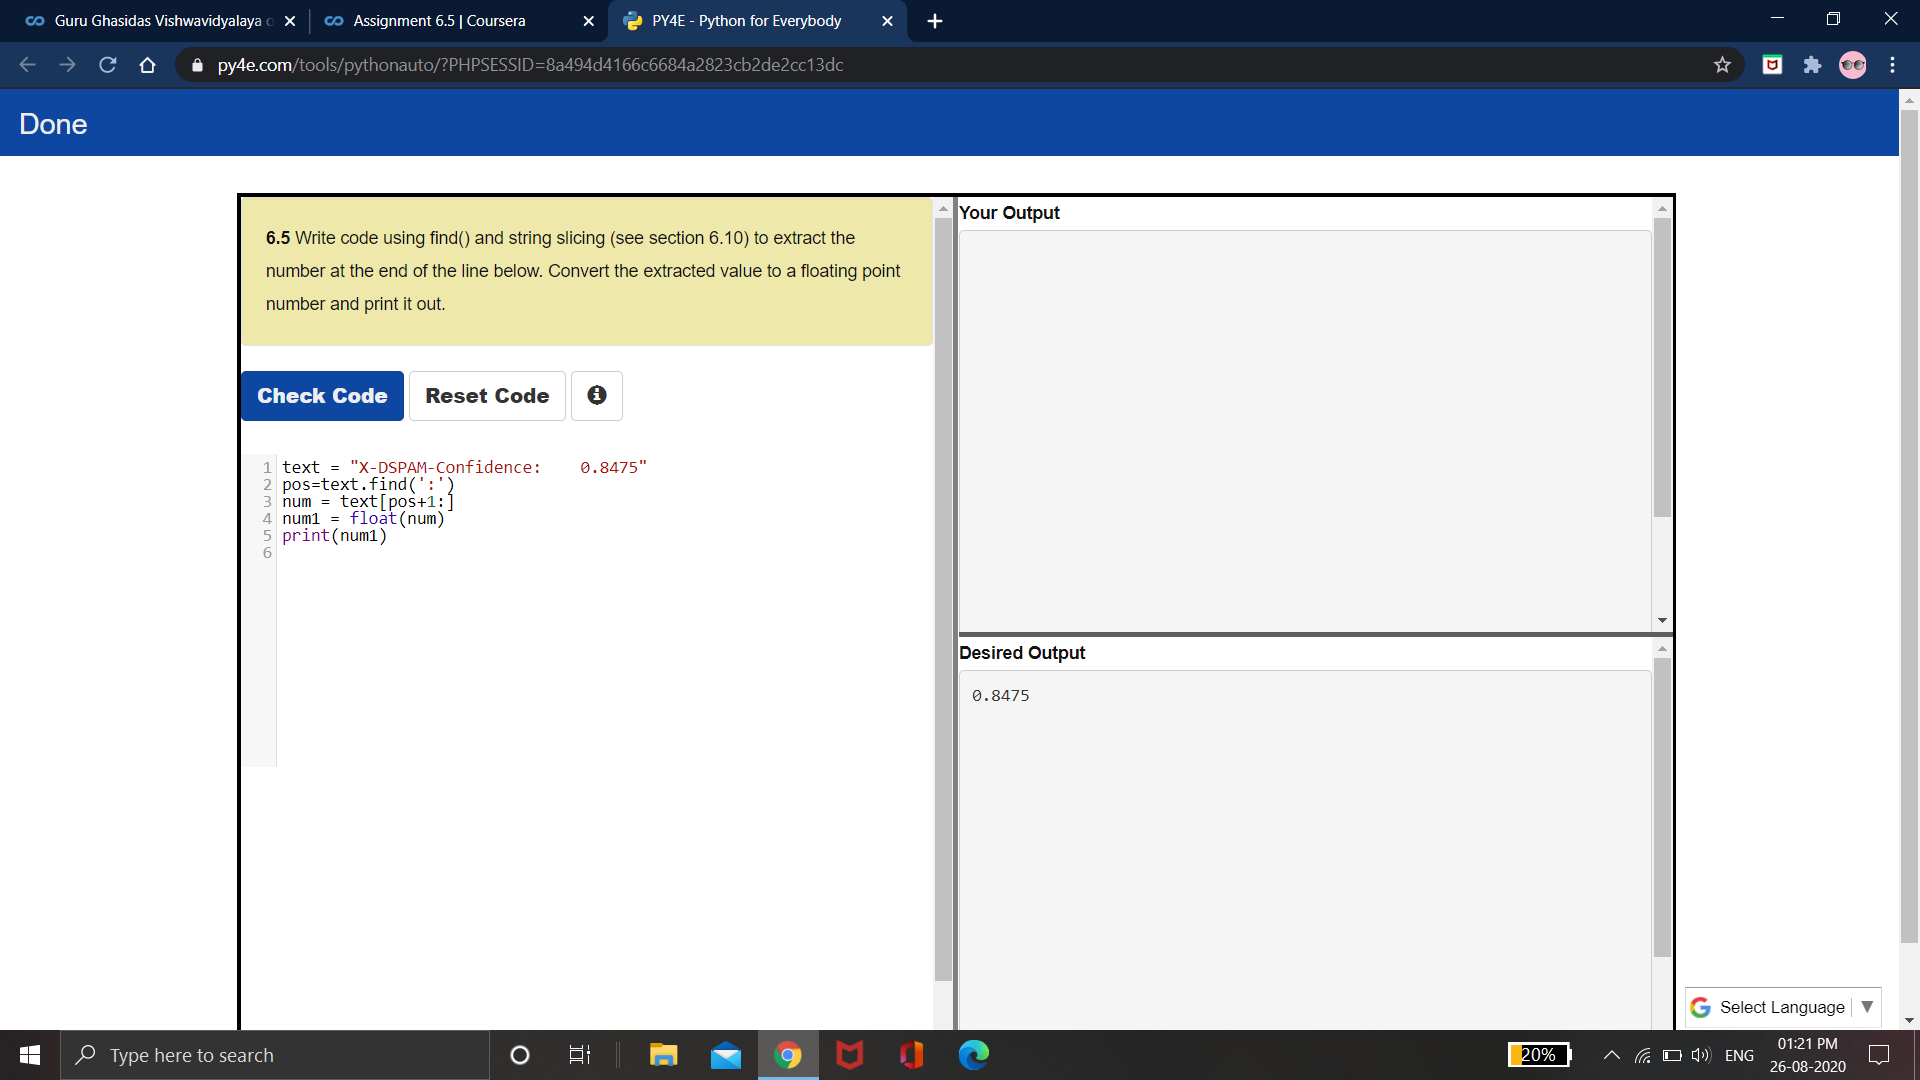 Guru Ghasidas Vishwavidyalaya
Assignment 6.5 | Coursera
PY4E - Python for Everybody
py4e.com/tools/pythonauto/?PHPSESSID=8a494d4166c6684a2823cb2de2cc13dc
Done
6.5 Write code using find() and string slicing (see section 6.10) to extract the
number at the end of the line below. Convert the extracted value to a floating point
number and print it out.
Check Code
Reset Code
1 text = "X-DSPAM-Confidence:    0.8475"
2 pos=text.find(':')
3 num = text[pos+1:]
4 num1 = float(num)
5 print(num1)
6
Your Output
Desired Output
0.8475
Select Language
Type here to search
20%
ENG
01:21 PM
26-08-2020